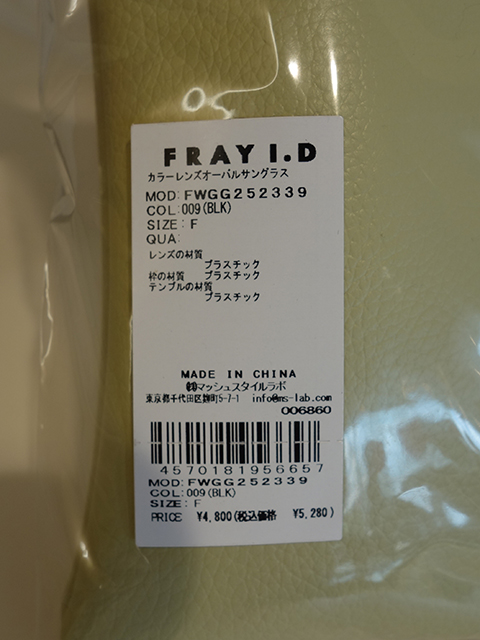 FRAY I.D
カラーレンズオーバルサングラス
MOD: FWGG252339
COL: 009(BLK)
SIZE: F
QUA:
レンズの材質
プラスチック
枠の材質 プラスチック
テンプルの材質
プラスチック
MADE IN CHINA
㈱マッシュスタイルラボ
東京都千代田区麹町5-7-1 info@ms-lab.com
006860
4570181956657
MOD: FWGG252339
COL: 009(BLK)
SIZE: F
PRICE ¥4,800(税込価格 ¥5,280)